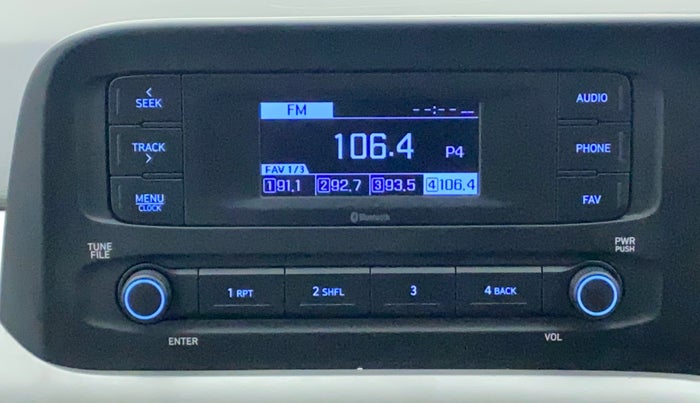 < SEEK
AUDIO
FM --:-- --
TRACK >
106.4 P4
PHONE
FAV 1/3
1 91.1 2 92.7 3 93.5 4 106.4
MENU
CLOCK
FAV
Bluetooth
TUNE
FILE
PWR
PUSH
1 RPT 2 SHFL 3 4 BACK
ENTER
VOL